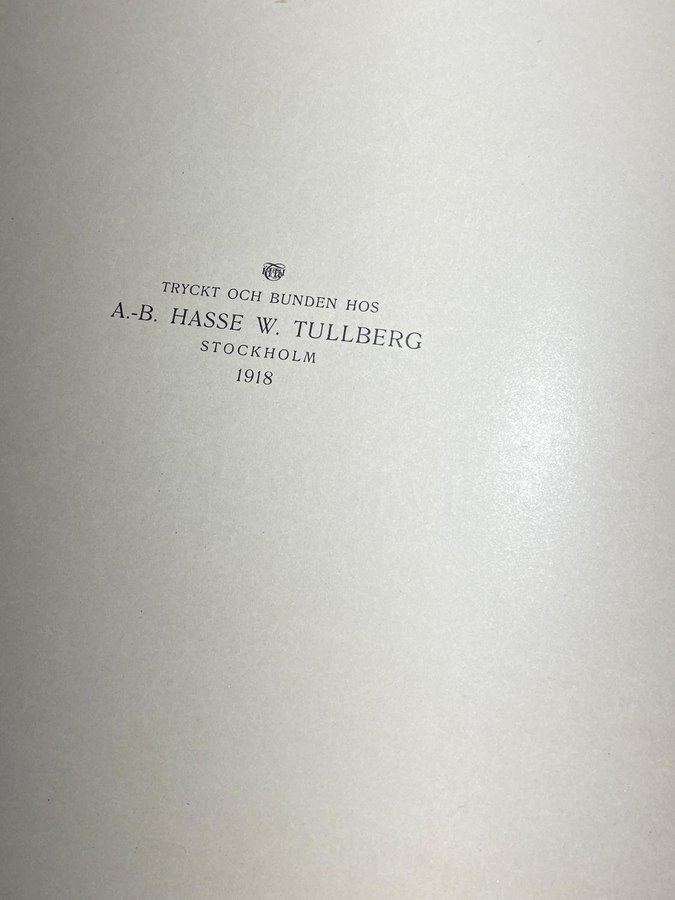 TRYCKT OCH BUNDEN HOS
A.-B. HASSE W. TULLBERG
STOCKHOLM
1918